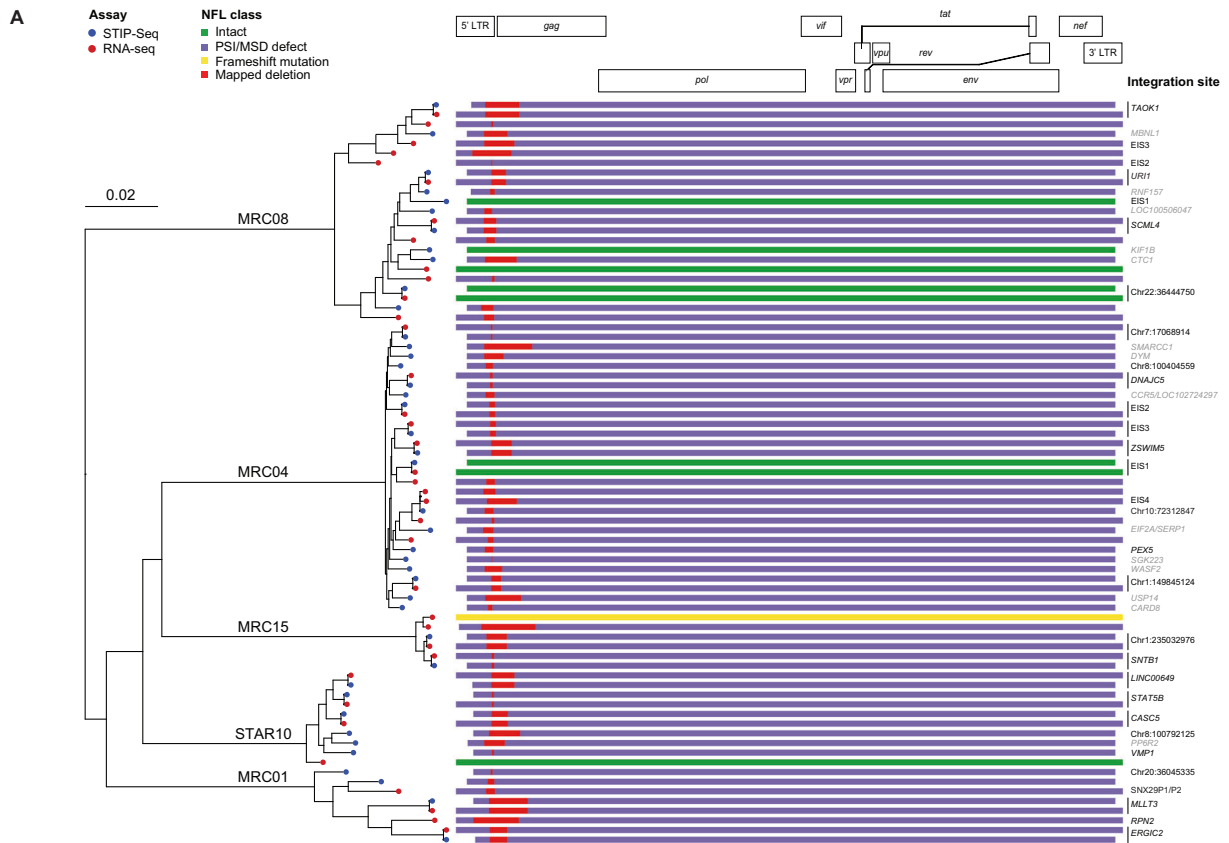 A
Assay
STIP-Seq
RNA-seq
NFL class
Intact
PSI/MSD defect
Frameshift mutation
Mapped deletion
5' LTR
gag
vif
tat
nef
vpu
rev
3' LTR
pol
vpr
env
Integration site
0.02
MRC08
MRC04
MRC15
STAR10
MRC01
TAOK1
MBNL1
EIS3
EIS2
URI1
RNF157
EIS1
LOC100506047
SCML4
KIF1B
CTC1
Chr22:36444750
Chr7:17068914
SMARCC1
DYM
Chr8:100404559
DNAJC5
CCR5/LOC102724297
EIS2
EIS3
ZSWIM5
EIS1
EIS4
Chr10:72312847
EIF2A/SERP1
PEX5
SGK223
WASF2
Chr1:149845124
USP14
CARD8
Chr1:235032976
SNTB1
LINC00649
STAT5B
CASC5
Chr8:100792125
PP6R2
VMP1
Chr20:36045335
SNX29P1/P2
MLLT3
RPN2
ERGIC2